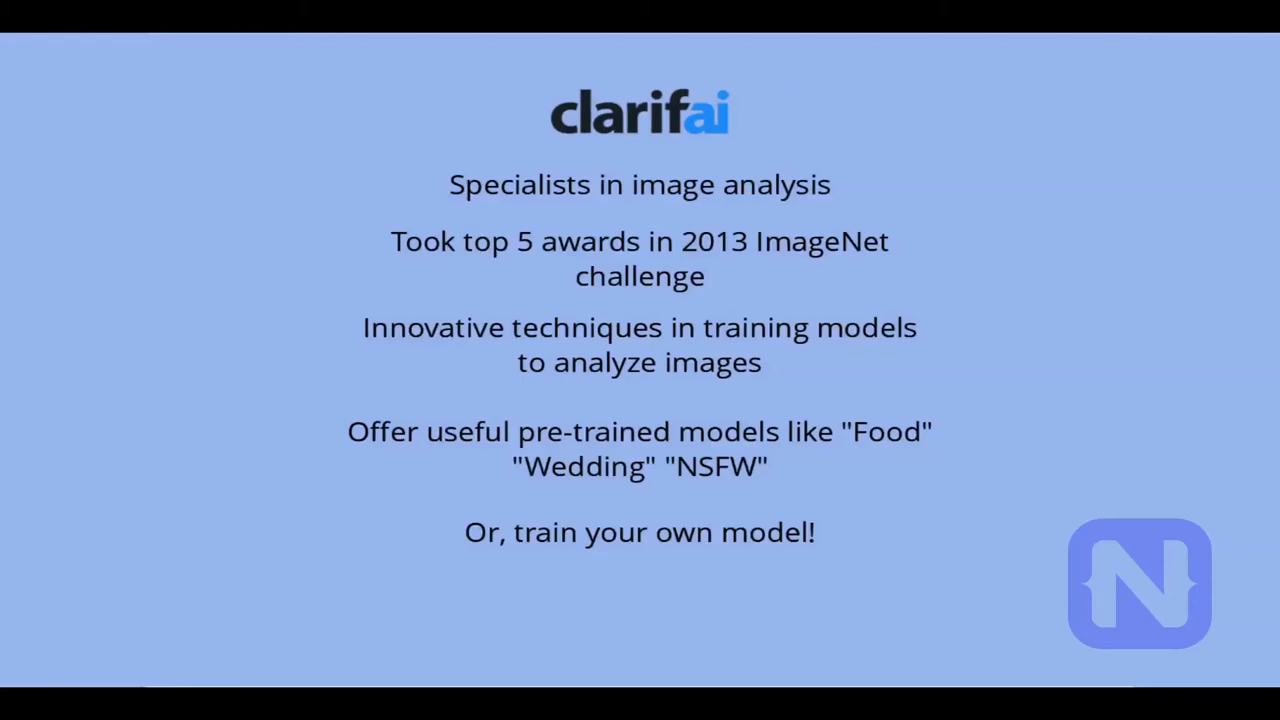 clarifai
Specialists in image analysis
Took top 5 awards in 2013 ImageNet
challenge
Innovative techniques in training models
to analyze images
Offer useful pre-trained models like "Food"
"Wedding" "NSFW"
Or, train your own model!
N